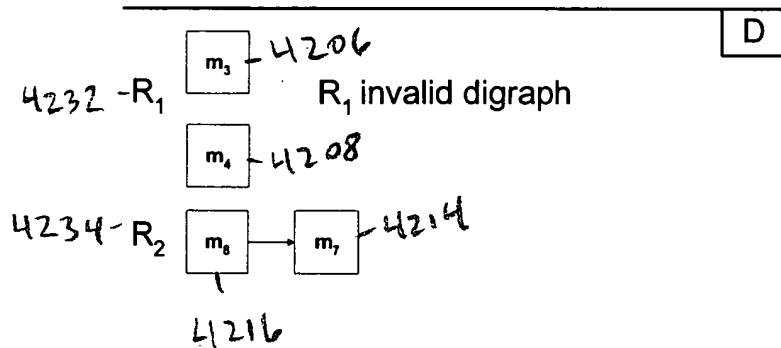 D
m₃ 4206
4232 R₁ R₁ invalid digraph
m₄ 4208
4234 R₂ m₈ m₇ 4214
4216